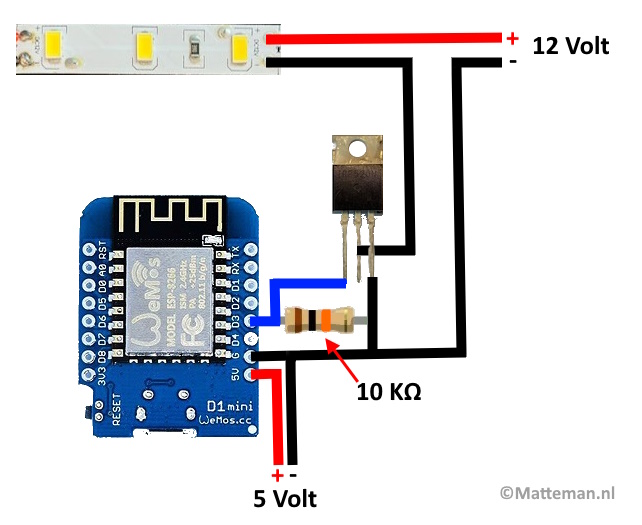 +
12 Volt
-
DC12V
DC12V
WeMos
MODEL ESP-8266
ISM 2.4GHz
PA +25dBm
802.11b/g/n
FC
RST
A0
D0
D5
D6
D7
D8
3V3
TX
RX
D1
D2
D3
D4
G
5V
RESET
D1 mini
WeMos.cc
10 KΩ
+ -
5 Volt
©Matteman.nl